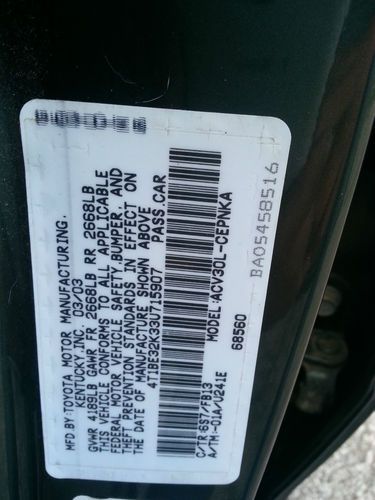 MFD. BY:TOYOTA MOTOR MANUFACTURING.
KENTUCKY, INC. 03/03
GVWR 4189LB GAWR FR 2668LB RR 2668LB
THIS VEHICLE CONFORMS TO ALL APPLICABLE
FEDERAL MOTOR VEHICLE SAFETY,BUMPER, AND
THEFT PREVENTION STANDARDS IN EFFECT ON
THE DATE OF MANUFACTURE SHOWN ABOVE.
4T1BE32K33U715907 PASS.CAR
C/TR:6S7/FB13 MODEL:ACV30L-CEPNKA
A/TM:-01A/U241E 68560
BA05458516